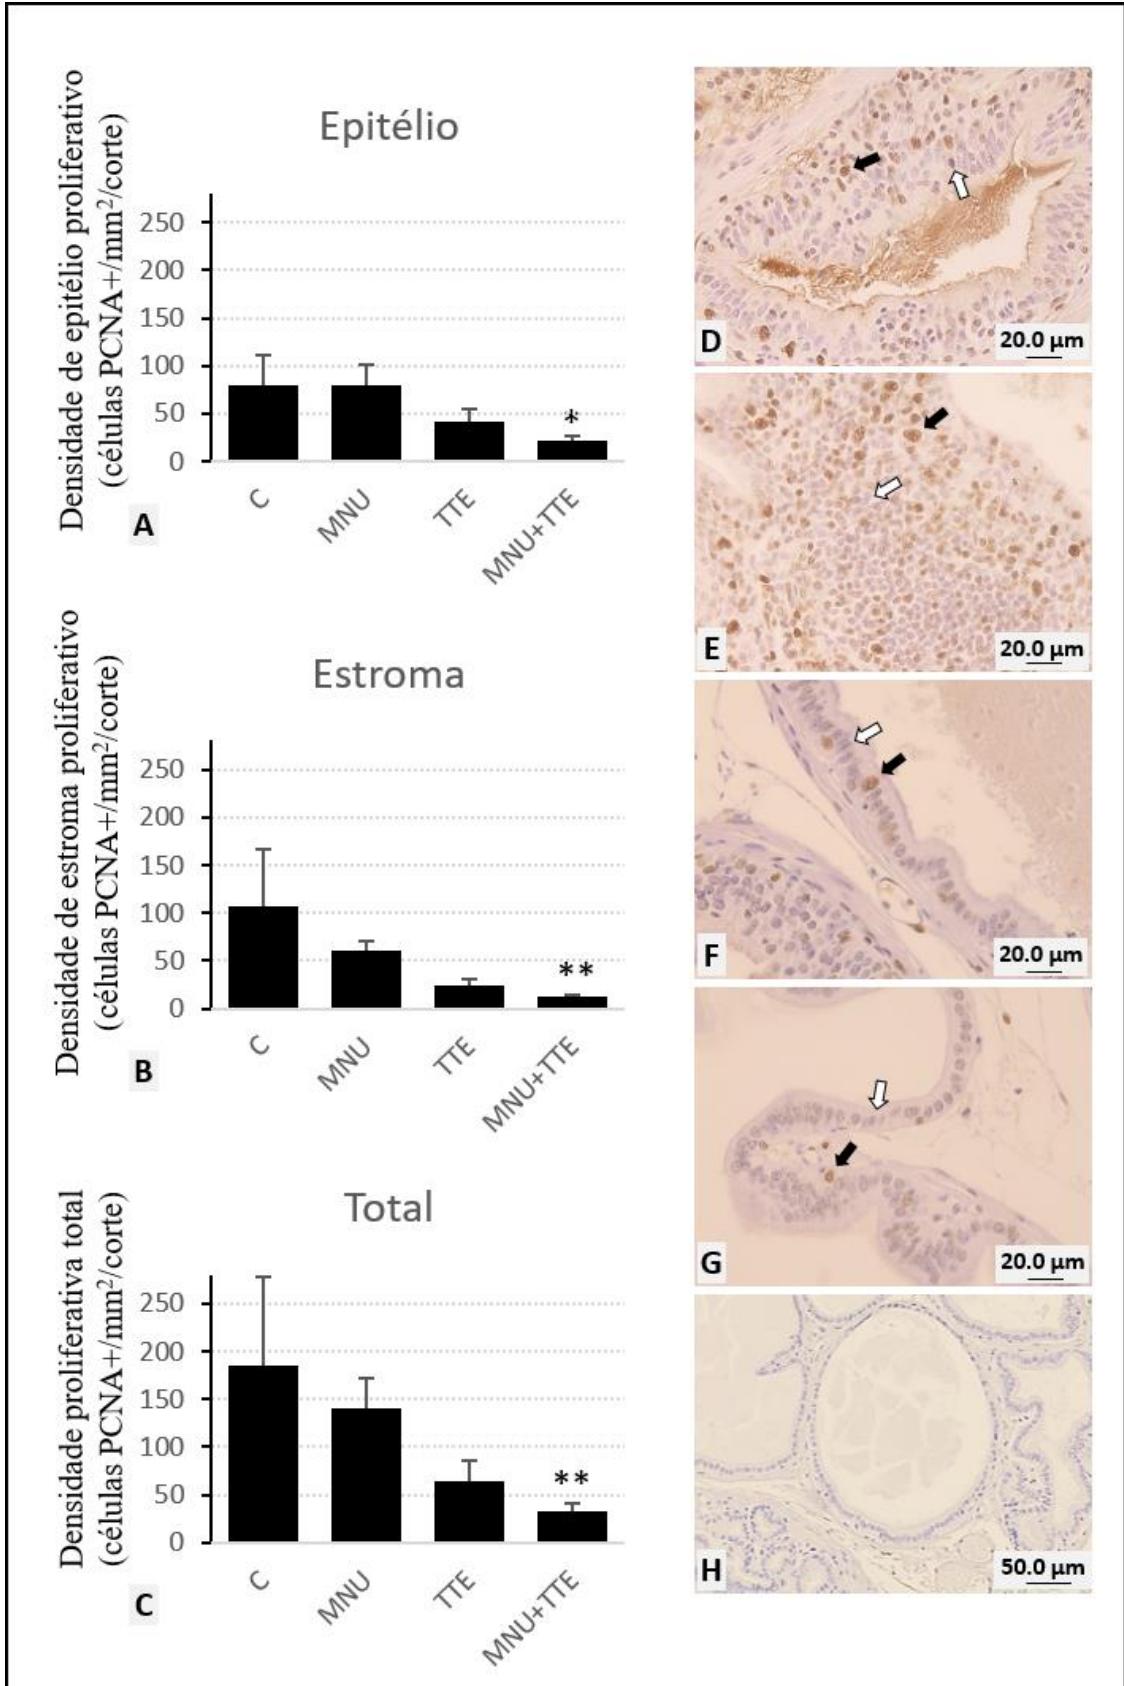 Epitélio
Densidade de epitélio proliferativo
(células PCNA+/mm²/corte)
250
200
150
100
50
0
*
C
MNU
TTE
MNU+TTE
A
Estroma
Densidade de estroma proliferativo
(células PCNA+/mm²/corte)
250
200
150
100
50
0
**
C
MNU
TTE
MNU+TTE
B
Total
Densidade proliferativa total
(células PCNA+/mm²/corte)
250
200
150
100
50
0
**
C
MNU
TTE
MNU+TTE
C
D
20.0 µm
E
20.0 µm
F
20.0 µm
G
20.0 µm
H
50.0 µm